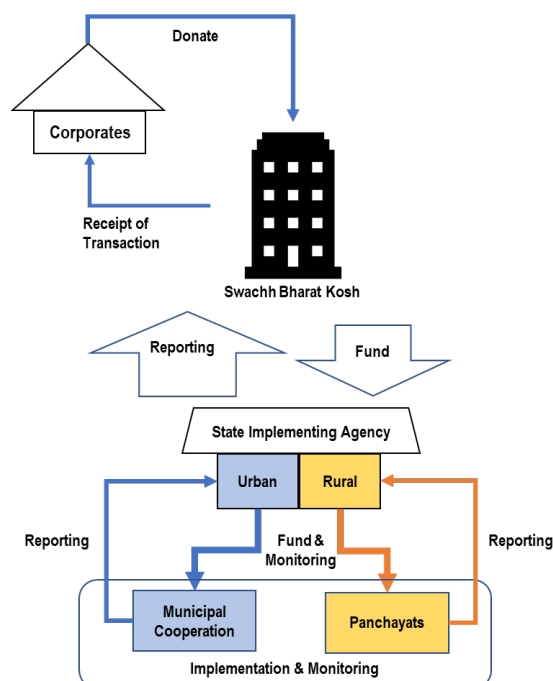 Donate
Corporates
Receipt of
Transaction
Swachh Bharat Kosh
Reporting
Fund
State Implementing Agency
Urban
Rural
Reporting
Fund &
Monitoring
Reporting
Municipal
Cooperation
Panchayats
Implementation & Monitoring